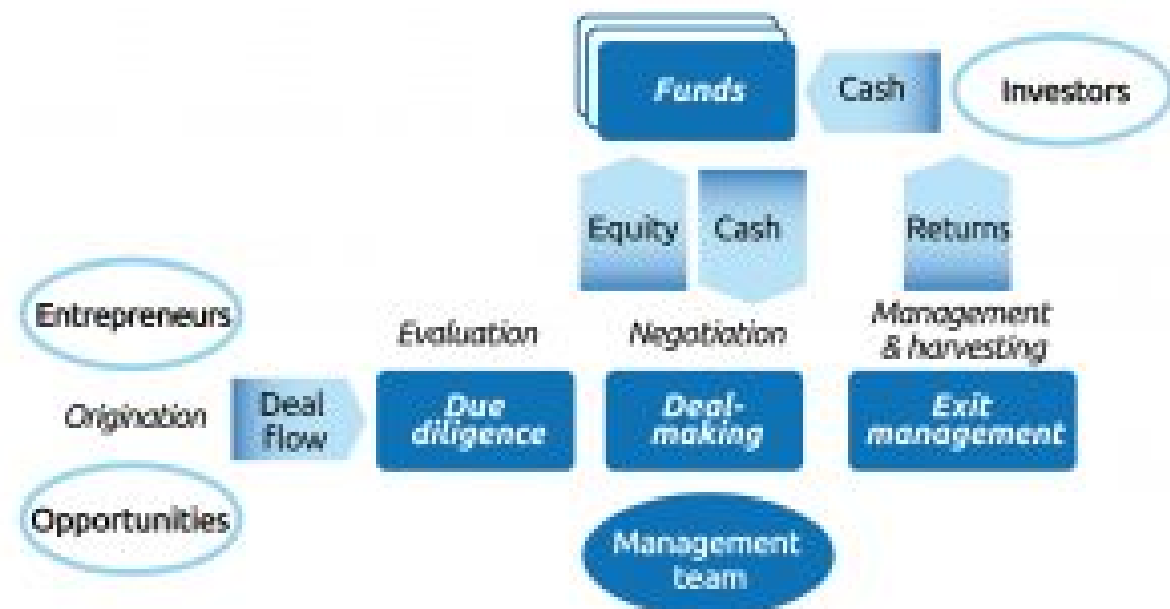 Funds
Cash
Investors
Equity
Cash
Returns
Entrepreneurs
Evaluation
Negotiation
Management
& harvesting
Origination
Deal
flow
Due
diligence
Deal-
making
Exit
management
Opportunities
Management
team